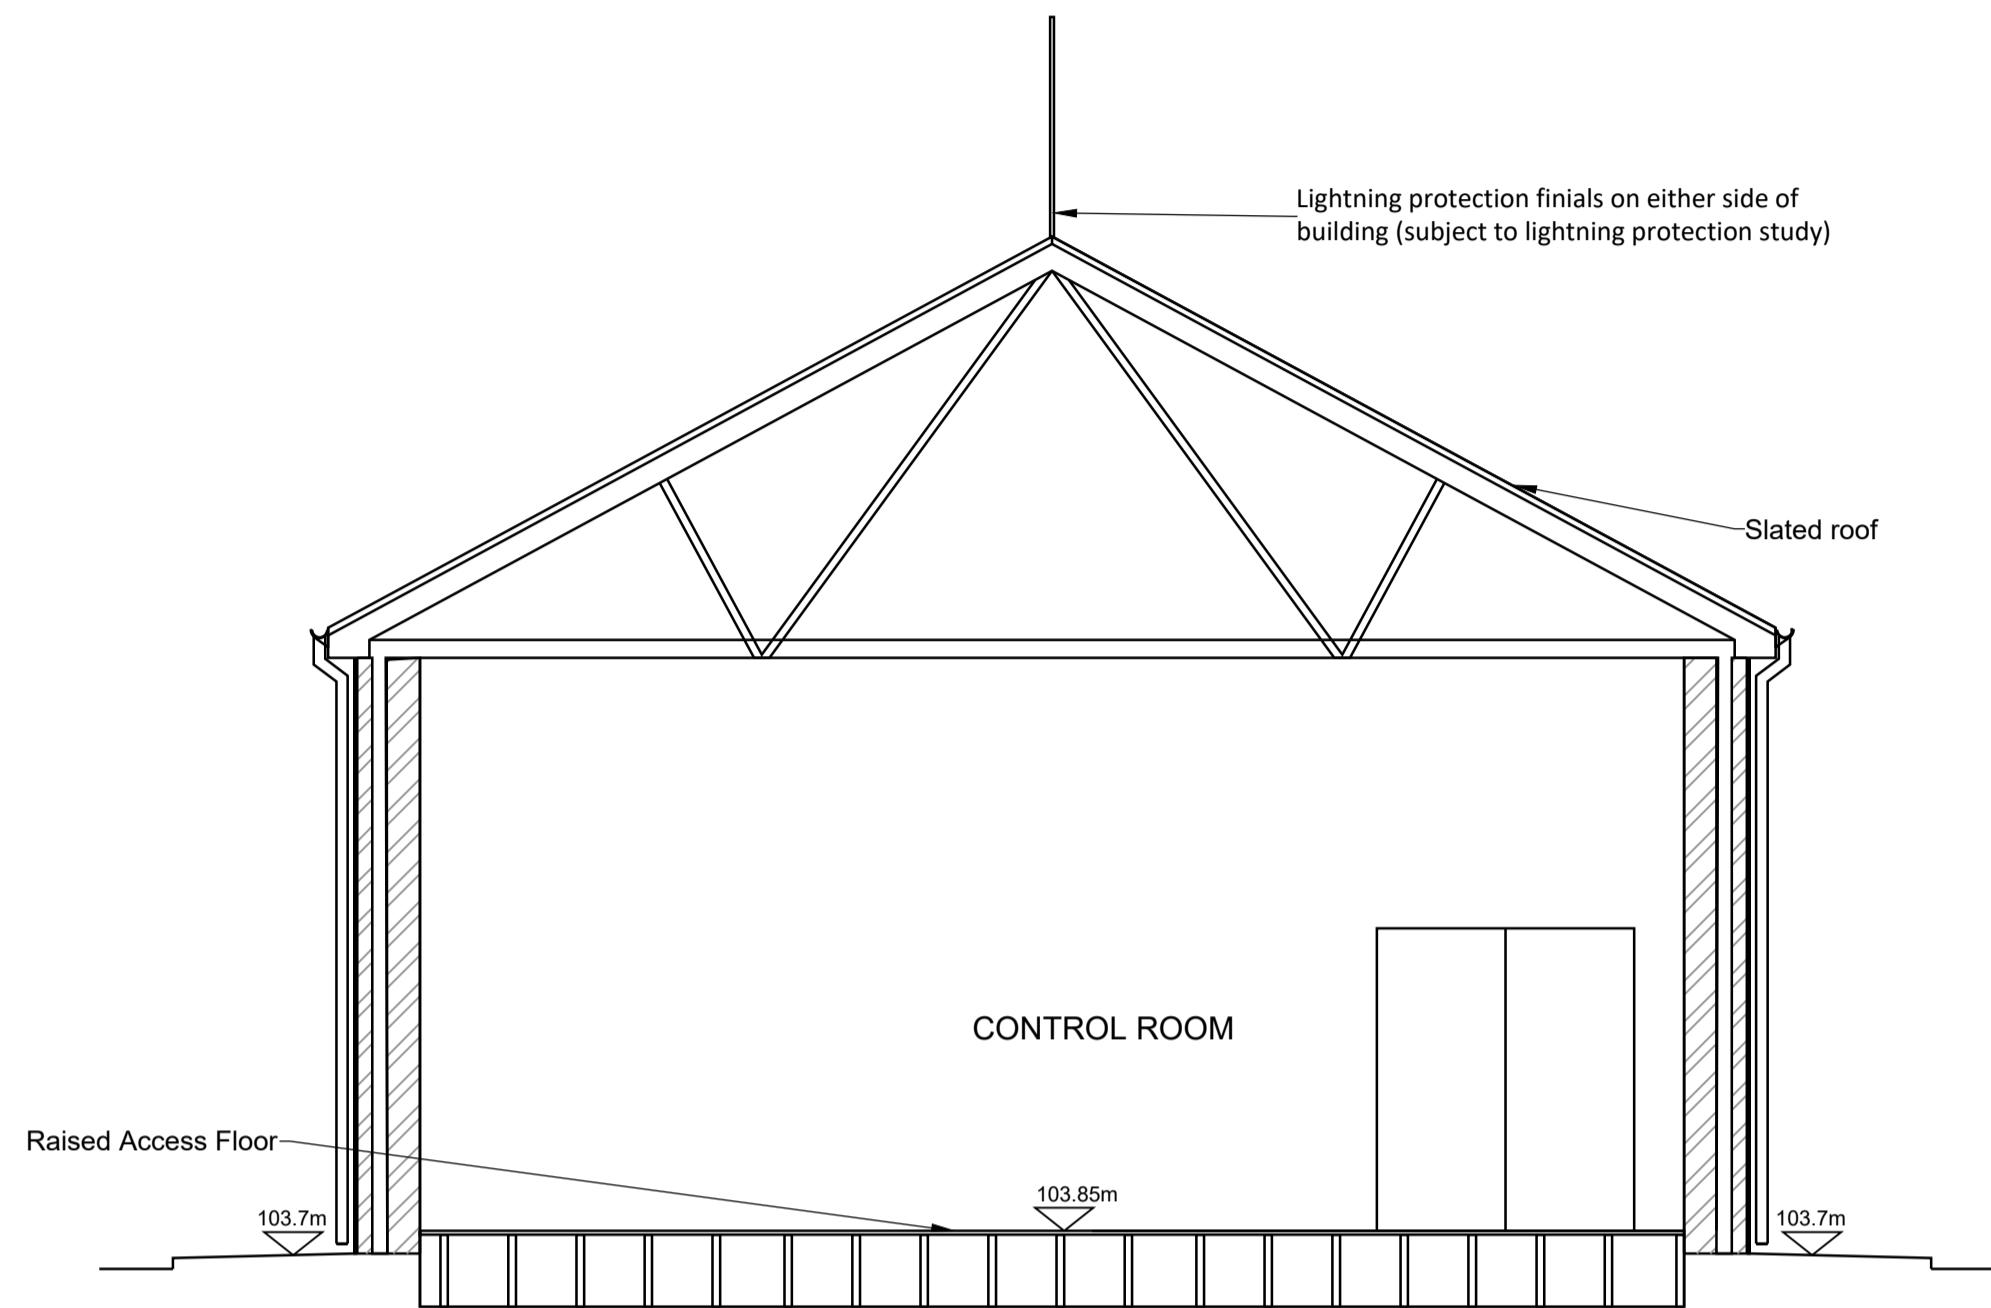 Lightning protection finials on either side of
building (subject to lightning protection study)
Slated roof
CONTROL ROOM
Raised Access Floor
103.85m
103.7m
103.7m